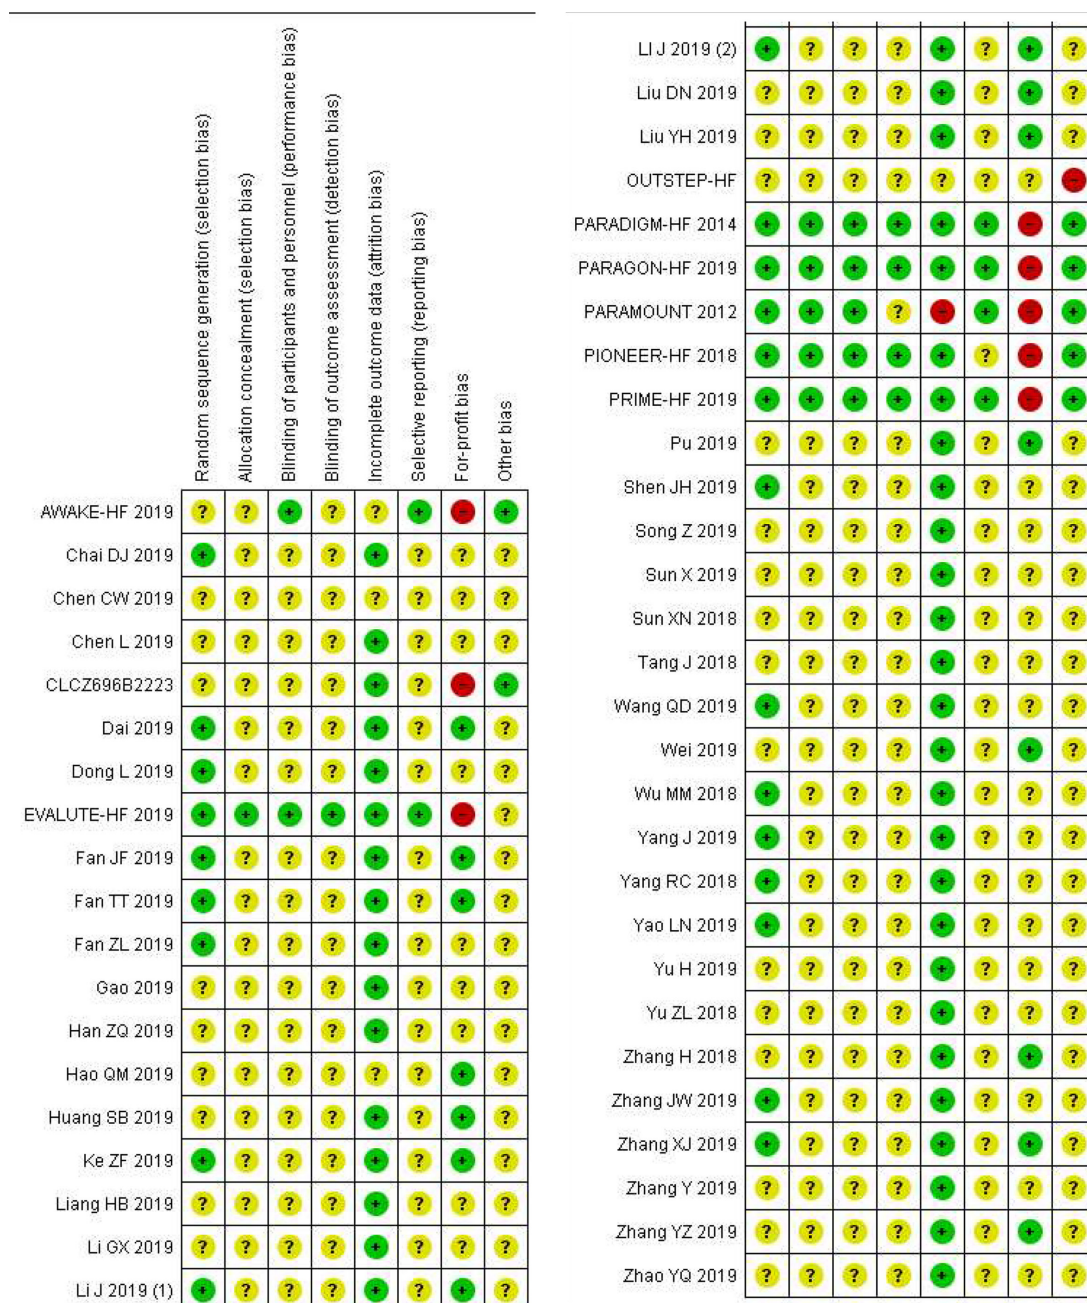 Random sequence generation (selection bias)
Allocation concealment (selection bias)
Blinding of participants and personnel (performance bias)
Blinding of outcome assessment (detection bias)
Incomplete outcome data (attrition bias)
Selective reporting (reporting bias)
For-profit bias
Other bias
AWAKE-HF 2019 ? ? + ? ? + - +
Chai DJ 2019 + ? ? ? + ? ? ?
Chen CW 2019 ? ? ? ? ? ? ? ?
Chen L 2019 ? ? ? ? + ? ? ?
CLCZ696B2223 ? ? ? ? + ? - +
Dai 2019 + ? ? ? + ? + ?
Dong L 2019 + ? ? ? + ? ? ?
EVALUTE-HF 2019 + + + + + + - ?
Fan JF 2019 + ? ? ? + ? + ?
Fan TT 2019 + ? ? ? + ? + ?
Fan ZL 2019 + ? ? ? + ? ? ?
Gao 2019 ? ? ? ? + ? ? ?
Han ZQ 2019 ? ? ? ? + ? ? ?
Hao QM 2019 ? ? ? ? ? ? + ?
Huang SB 2019 ? ? ? ? + ? + ?
Ke ZF 2019 + ? ? ? + ? + ?
Liang HB 2019 ? ? ? ? + ? ? ?
Li GX 2019 ? ? ? ? + ? ? ?
Li J 2019 (1) + ? ? ? + ? + ?
LI J 2019 (2) + ? ? ? + ? + ?
Liu DN 2019 ? ? ? ? + ? + ?
Liu YH 2019 ? ? ? ? + ? + ?
OUTSTEP-HF ? ? ? ? ? ? ? -
PARADIGM-HF 2014 + + + + + + - +
PARAGON-HF 2019 + + + + + + - +
PARAMOUNT 2012 + + + ? - + - +
PIONEER-HF 2018 + + + + + ? - +
PRIME-HF 2019 + + + + + + - +
Pu 2019 ? ? ? ? + ? + ?
Shen JH 2019 + ? ? ? + ? ? ?
Song Z 2019 ? ? ? ? + ? ? ?
Sun X 2019 ? ? ? ? + ? ? ?
Sun XN 2018 ? ? ? ? + ? ? ?
Tang J 2018 ? ? ? ? + ? ? ?
Wang QD 2019 + ? ? ? + ? ? ?
Wei 2019 ? ? ? ? + ? + ?
Wu MM 2018 + ? ? ? + ? ? ?
Yang J 2019 + ? ? ? + ? ? ?
Yang RC 2018 + ? ? ? + ? ? ?
Yao LN 2019 + ? ? ? + ? ? ?
Yu H 2019 ? ? ? ? + ? ? ?
Yu ZL 2018 ? ? ? ? + ? ? ?
Zhang H 2018 ? ? ? ? + ? + ?
Zhang JW 2019 + ? ? ? + ? ? ?
Zhang XJ 2019 + ? ? ? + ? + ?
Zhang Y 2019 ? ? ? ? + ? ? ?
Zhang YZ 2019 ? ? ? ? + ? + ?
Zhao YQ 2019 ? ? ? ? + ? ? ?